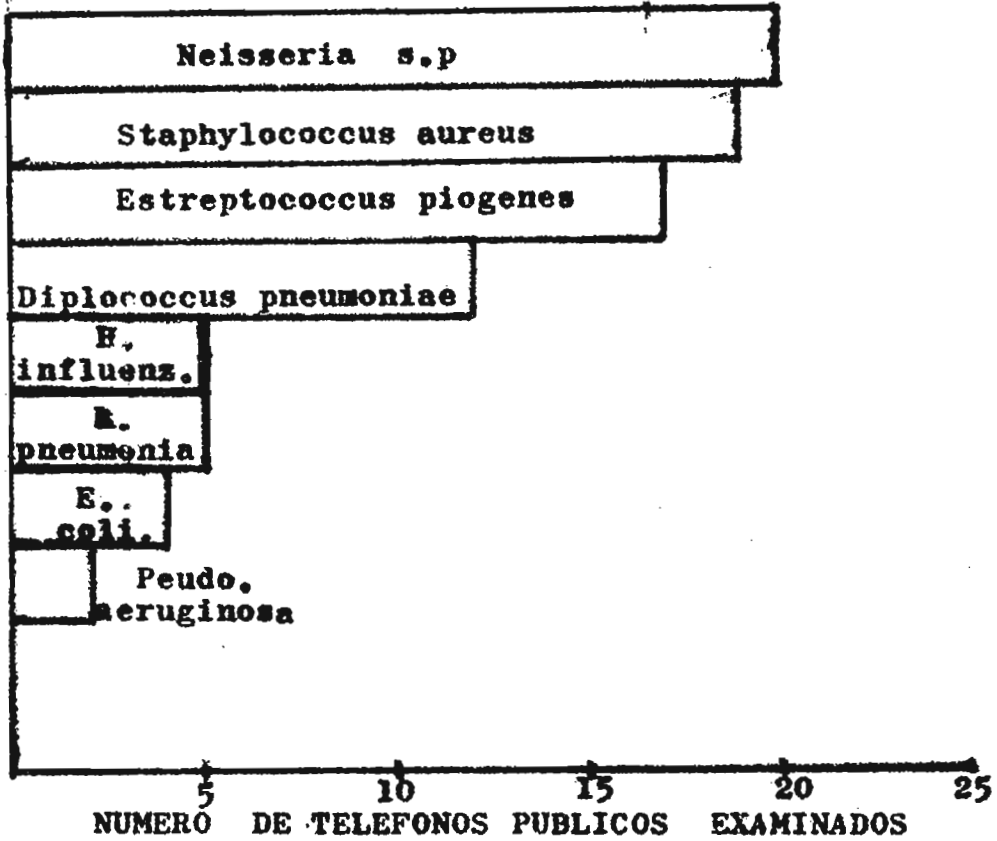 Neisseria s.p
Staphylococcus aureus
Estreptococcus piogenes
Diplococcus pneumoniae
H.
influenz.
K.
pneumonia
E.
coli.
Peudo.
aeruginosa
5 10 15 20 25
NUMERO DE TELEFONOS PUBLICOS EXAMINADOS